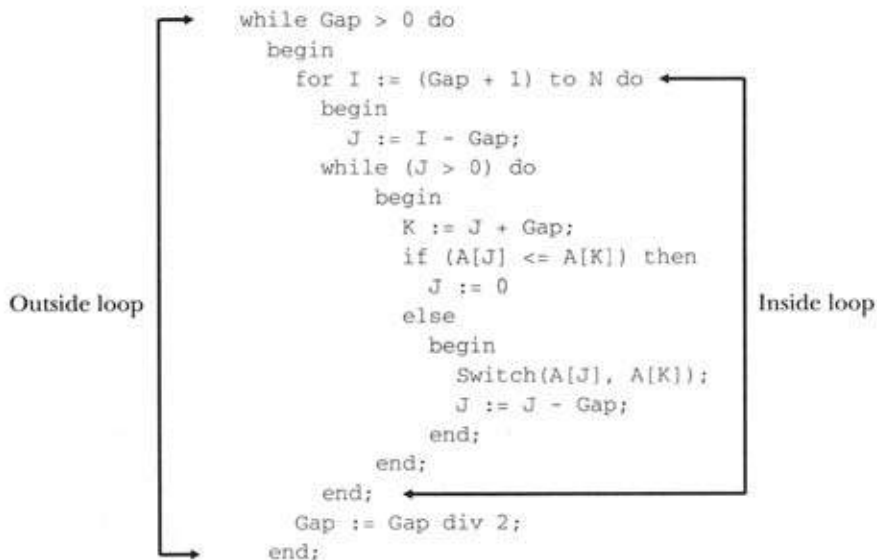 while Gap > 0 do
begin
for I := (Gap + 1) to N do
begin
J := I - Gap;
while (J > 0) do
begin
K := J + Gap;
if (A[J] <= A[K]) then
J := 0
Outside loop
Inside loop
else
begin
Switch(A[J], A[K]);
J := J - Gap;
end;
end;
end;
Gap := Gap div 2;
end;